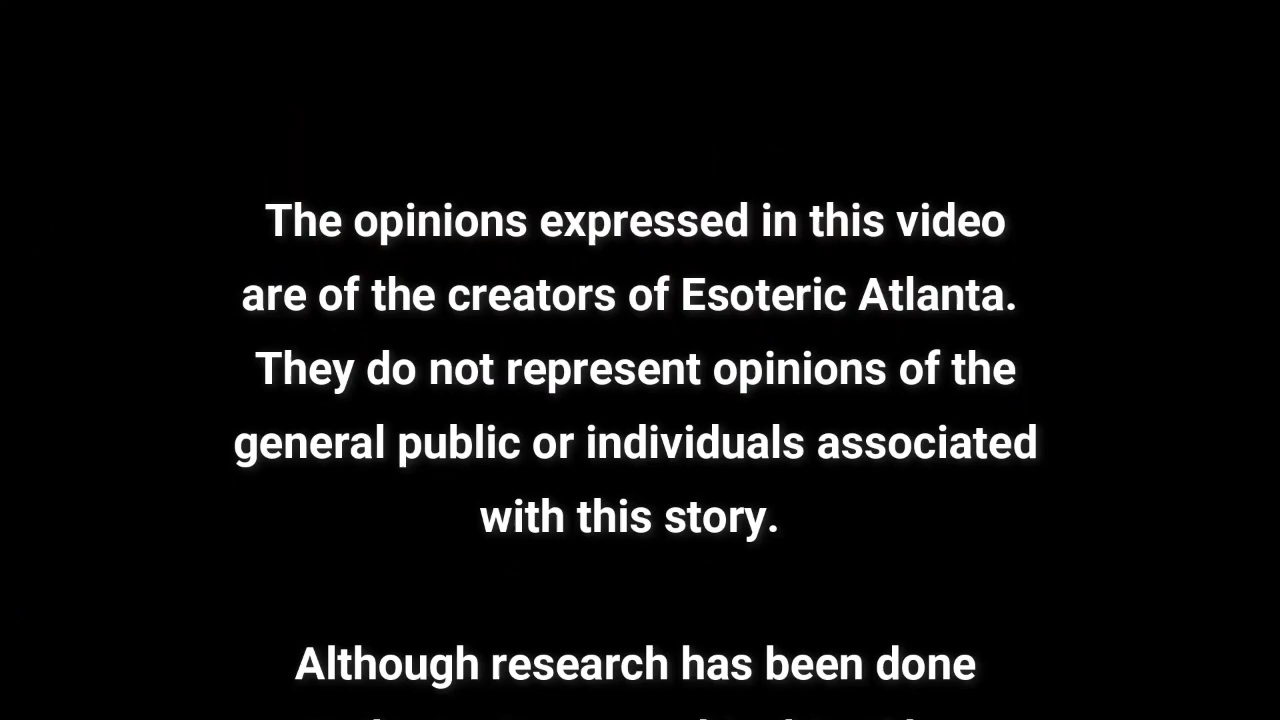 The opinions expressed in this video
are of the creators of Esoteric Atlanta.
They do not represent opinions of the
general public or individuals associated
with this story.
Although research has been done